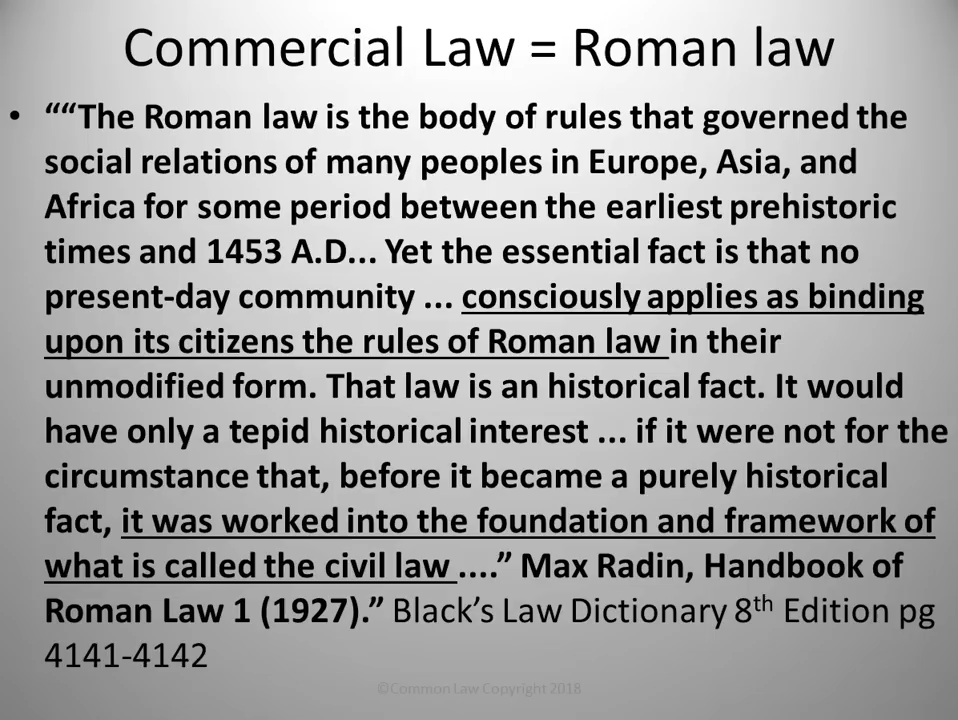 Commercial Law = Roman law
• ““The Roman law is the body of rules that governed the
social relations of many peoples in Europe, Asia, and
Africa for some period between the earliest prehistoric
times and 1453 A.D... Yet the essential fact is that no
present-day community ... consciously applies as binding
upon its citizens the rules of Roman law in their
unmodified form. That law is an historical fact. It would
have only a tepid historical interest ... if it were not for the
circumstance that, before it became a purely historical
fact, it was worked into the foundation and framework of
what is called the civil law ....” Max Radin, Handbook of
Roman Law 1 (1927).” Black’s Law Dictionary 8th Edition pg
4141-4142
©Common Law Copyright 2018